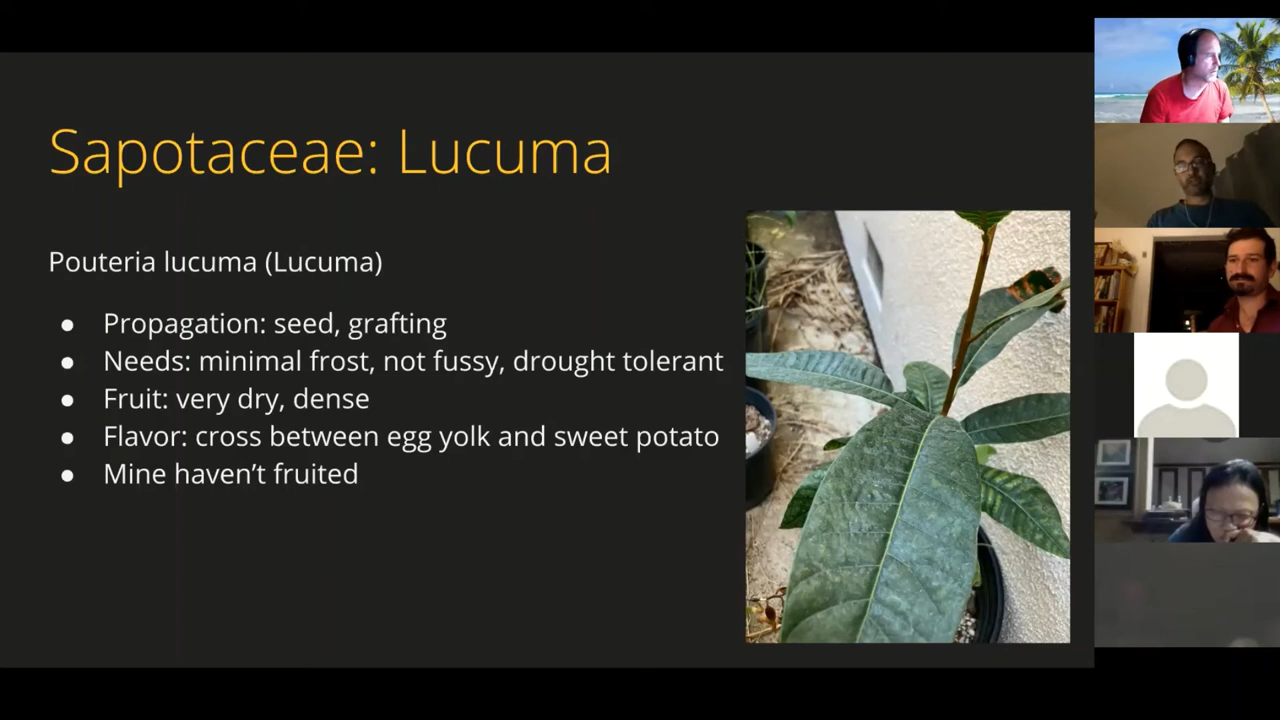 Sapotaceae: Lucuma
Pouteria lucuma (Lucuma)
● Propagation: seed, grafting
● Needs: minimal frost, not fussy, drought tolerant
● Fruit: very dry, dense
● Flavor: cross between egg yolk and sweet potato
● Mine haven’t fruited